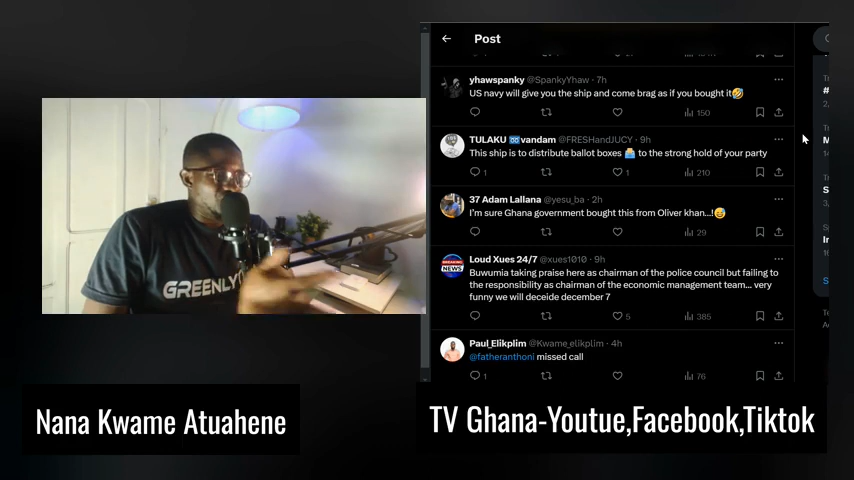 Post
yhawspanky @SpankyYhaw · 7h
US navy will give you the ship and come brag as if you bought it🤣
150
TULAKU ♉vandam @FRESHandJUCY · 9h
This ship is to distribute ballot boxes 🗳 to the strong hold of your party
1 1 210
37 Adam Lallana @yesu_ba · 2h
I'm sure Ghana government bought this from Oliver khan...!😅
29
Loud Xues 24/7 @xues1010 · 9h
Buwumia taking praise here as chairman of the police council but failing to
the responsibility as chairman of the economic management team... very
funny we will deceide december 7
5 385
Paul_Elikplim @Kwame_elikplim · 4h
@fatheranthoni missed call
1 76
BREAKING
NEWS
GREENLY
Nana Kwame Atuahene
TV Ghana-Youtue,Facebook,Tiktok